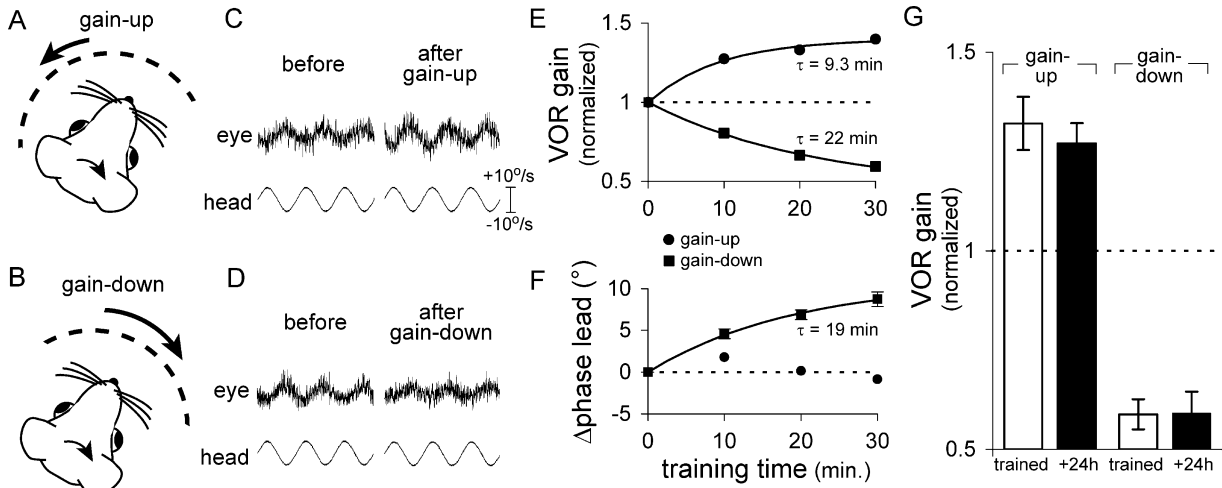 A
gain-up
B
gain-down
C
before
after
gain-up
eye
head
+10°/s
-10°/s
D
before
after
gain-down
eye
head
E
VOR gain
(normalized)
1.5
1
0.5
τ = 9.3 min
τ = 22 min
0 10 20 30
gain-up
gain-down
F
Δphase lead (°)
10
5
0
-5
τ = 19 min
0 10 20 30
training time (min.)
G
VOR gain
(normalized)
1.5
1
0.5
gain-
up
gain-
down
trained +24h trained +24h